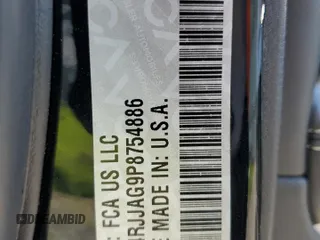 : FCA US LLC
RJJAG9P8754886
E MADE IN: U.S.A.
DREAMBID